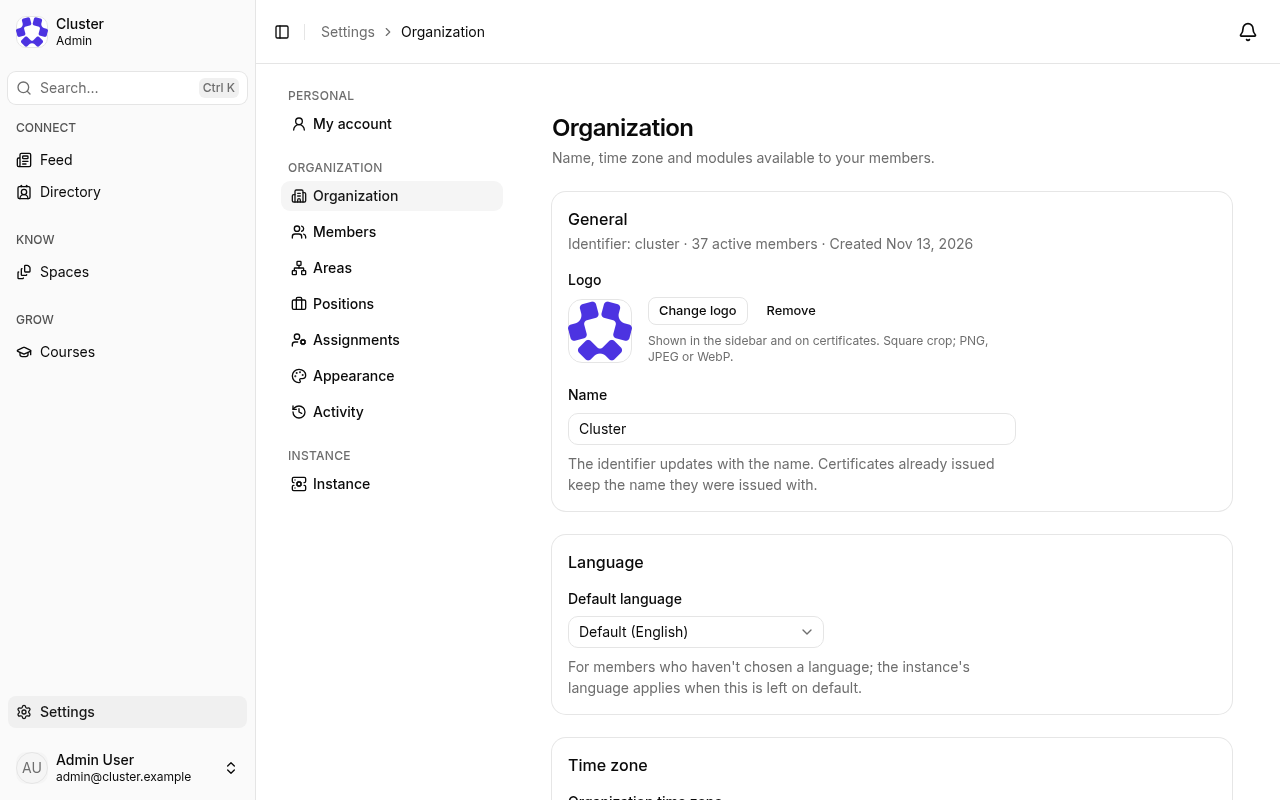 Cluster
Admin
Search...
Ctrl K
CONNECT
Feed
Directory
KNOW
Spaces
GROW
Courses
Settings
AU
Admin User
admin@cluster.example
Settings
Organization
PERSONAL
My account
ORGANIZATION
Organization
Members
Areas
Positions
Assignments
Appearance
Activity
INSTANCE
Instance
Organization
Name, time zone and modules available to your members.
General
Identifier: cluster · 37 active members · Created Nov 13, 2026
Logo
Change logo
Remove
Shown in the sidebar and on certificates. Square crop; PNG,
JPEG or WebP.
Name
Cluster
The identifier updates with the name. Certificates already issued
keep the name they were issued with.
Language
Default language
Default (English)
For members who haven't chosen a language; the instance's
language applies when this is left on default.
Time zone
Organization time zone